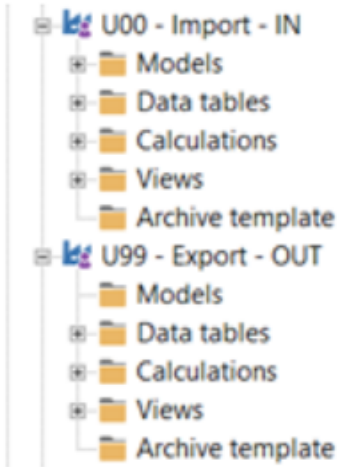 U00 - Import - IN
Models
Data tables
Calculations
Views
Archive template
U99 - Export - OUT
Models
Data tables
Calculations
Views
Archive template